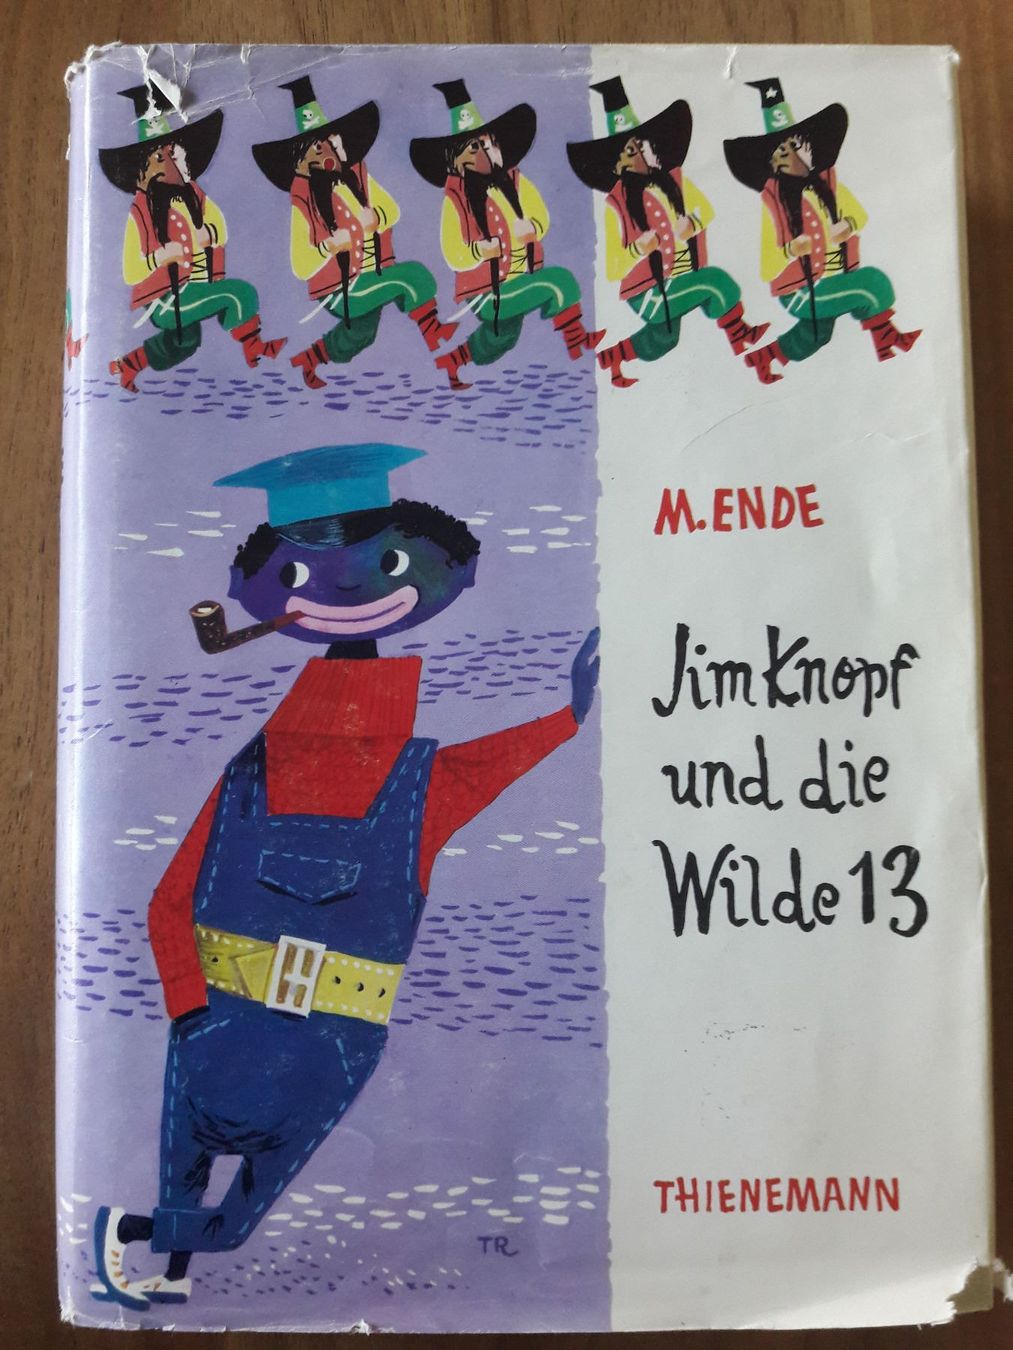 M. ENDE
Jim Knopf
und die
Wilde 13
THIENEMANN
TR